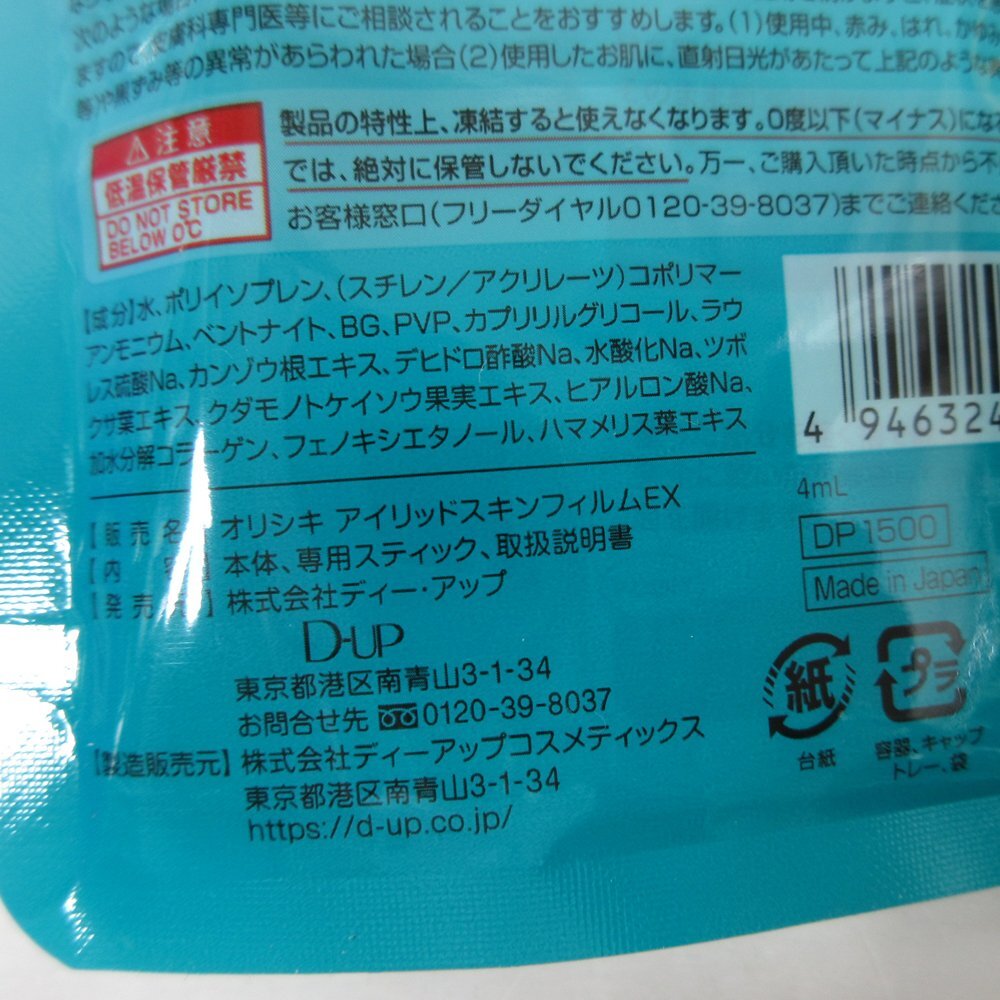 次のような場合
皮膚科専門医等にご相談されることをおすすめします。(1)使用中、赤み、はれ、かゆみ
等)や黒ずみ等の異常があらわれた場合(2)使用したお肌に、直射日光があたって上記のような
⚠注意
低温保管厳禁
DO NOT STORE
BELOW 0℃
製品の特性上、凍結すると使えなくなります。0度以下(マイナス)にな
では、絶対に保管しないでください。万一、ご購入頂いた時点から不
お客様窓口(フリーダイヤル0120-39-8037)までご連絡くださ
【成分】水、ポリイソプレン、(スチレン/アクリレーツ)コポリマー
アンモニウム、ベントナイト、BG、PVP、カプリリルグリコール、ラウ
レス硫酸Na、カンゾウ根エキス、デヒドロ酢酸Na、水酸化Na、ツボ
クサ葉エキス、クダモノトケイソウ果実エキス、ヒアルロン酸Na、
加水分解コラーゲン、フェノキシエタノール、ハマメリス葉エキス
4 946324
4mL
DP1500
Made in Japan
【販売名】オリシキ アイリッドスキンフィルムEX
【内容】本体、専用スティック、取扱説明書
【発売元】株式会社ディー・アップ
D-UP
東京都港区南青山3-1-34
お問合せ先 0120-39-8037
【製造販売元】株式会社ディーアップコスメティックス
東京都港区南青山3-1-34
https://d-up.co.jp/
紙
台紙
プラ
容器、キャップ
トレー、袋